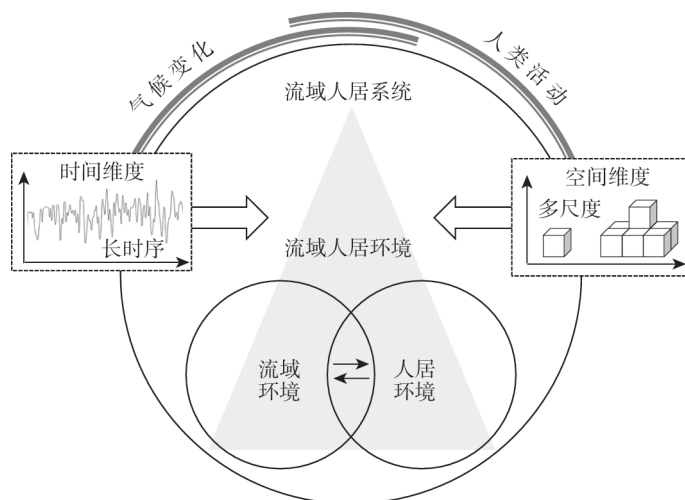 气候变化
人类活动
流域人居系统
时间维度
长时序
空间维度
多尺度
流域人居环境
流域
环境
人居
环境